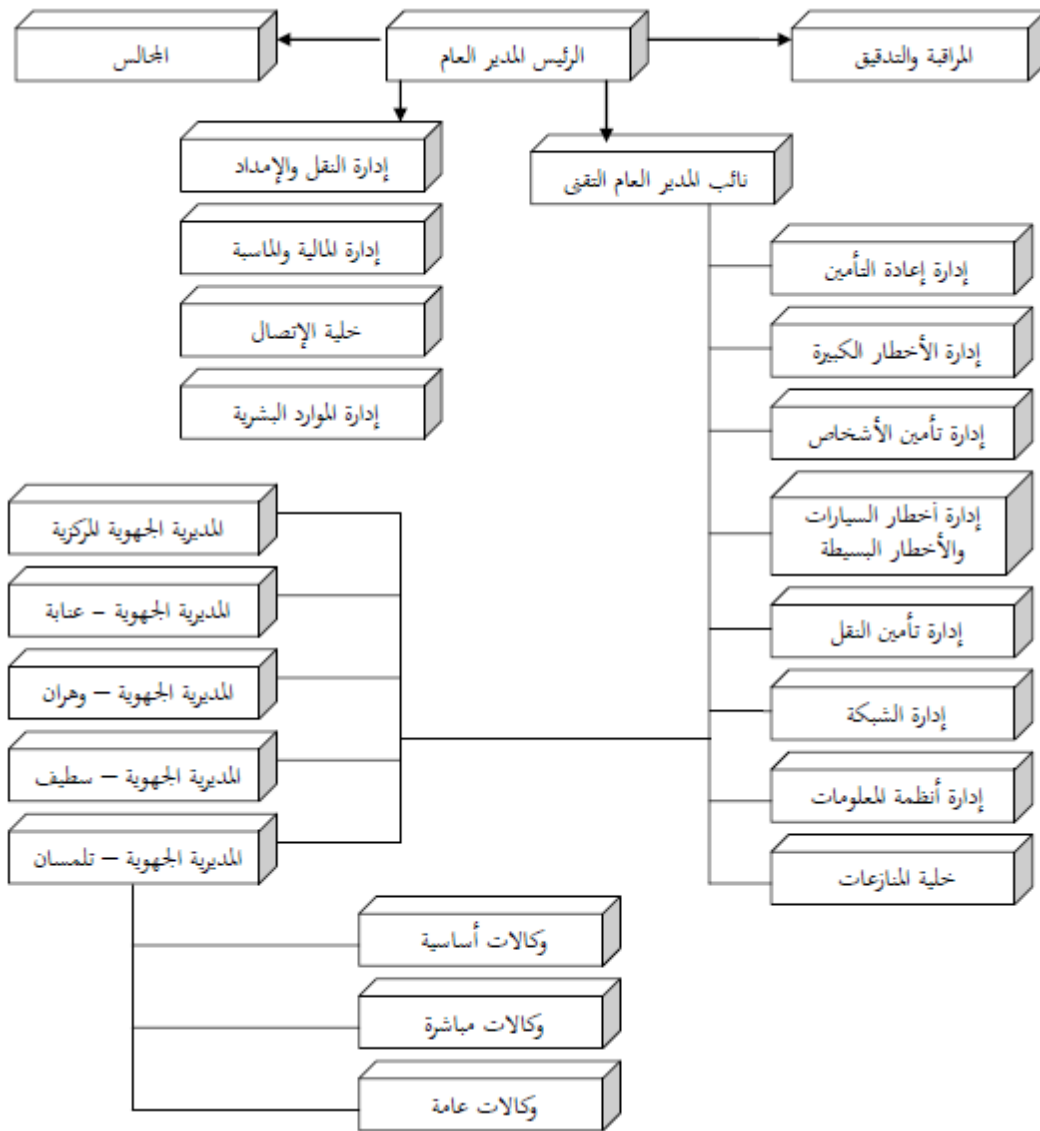 المراقبة والتدقيق
الرئيس المدير العام
المجالس
إدارة النقل والإمداد
نائب المدير العام التقني
إدارة المالية والماسبة
خلية الإتصال
إدارة الموارد البشرية
إدارة إعادة التأمين
إدارة الأخطار الكبيرة
إدارة تأمين الأشخاص
إدارة أخطار السيارات
والأخطار البسيطة
إدارة تأمين النقل
إدارة الشبكة
إدارة أنظمة المعلومات
خلية المنازعات
المديرية الجهوية المركزية
المديرية الجهوية – عنابة
المديرية الجهوية – وهران
المديرية الجهوية – سطيف
المديرية الجهوية – تلمسان
وكالات أساسية
وكالات مباشرة
وكالات عامة